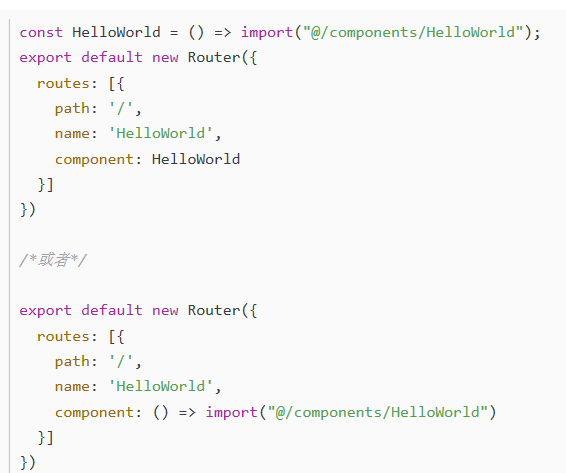 const HelloWorld = () => import("@/components/HelloWorld");
export default new Router({
  routes: [{
    path: '/',
    name: 'HelloWorld',
    component: HelloWorld
  }]
})
/*或者*/
export default new Router({
  routes: [{
    path: '/',
    name: 'HelloWorld',
    component: () => import("@/components/HelloWorld")
  }]
})